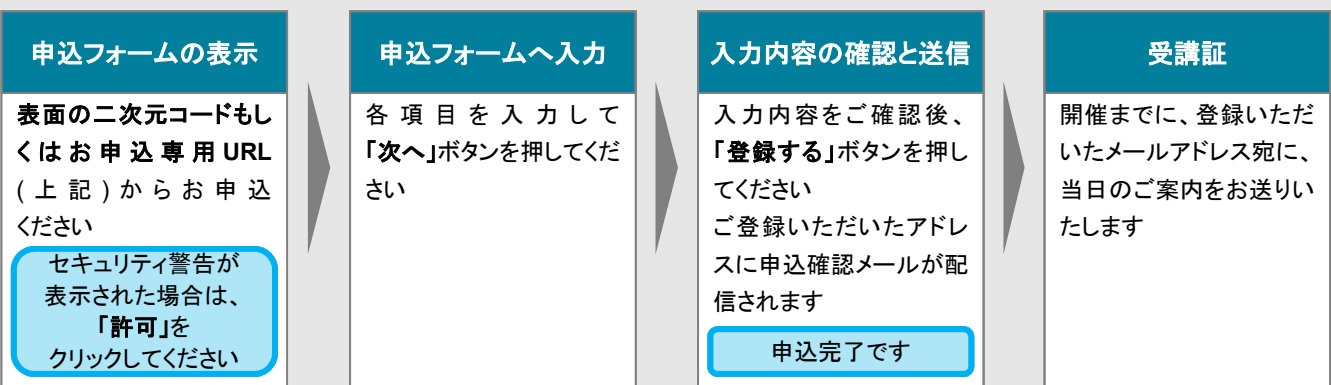 申込フォームの表示
表面の二次元コードもし
くはお申込専用URL
(上記)からお申込
ください
セキュリティ警告が
表示された場合は、
「許可」を
クリックしてください
申込フォームへ入力
各項目を入力して
「次へ」ボタンを押してくだ
さい
入力内容の確認と送信
入力内容をご確認後、
「登録する」ボタンを押し
てください
ご登録いただいたアドレ
スに申込確認メールが配
信されます
申込完了です
受講証
開催までに、登録いただ
いたメールアドレス宛に、
当日のご案内をお送りい
たします